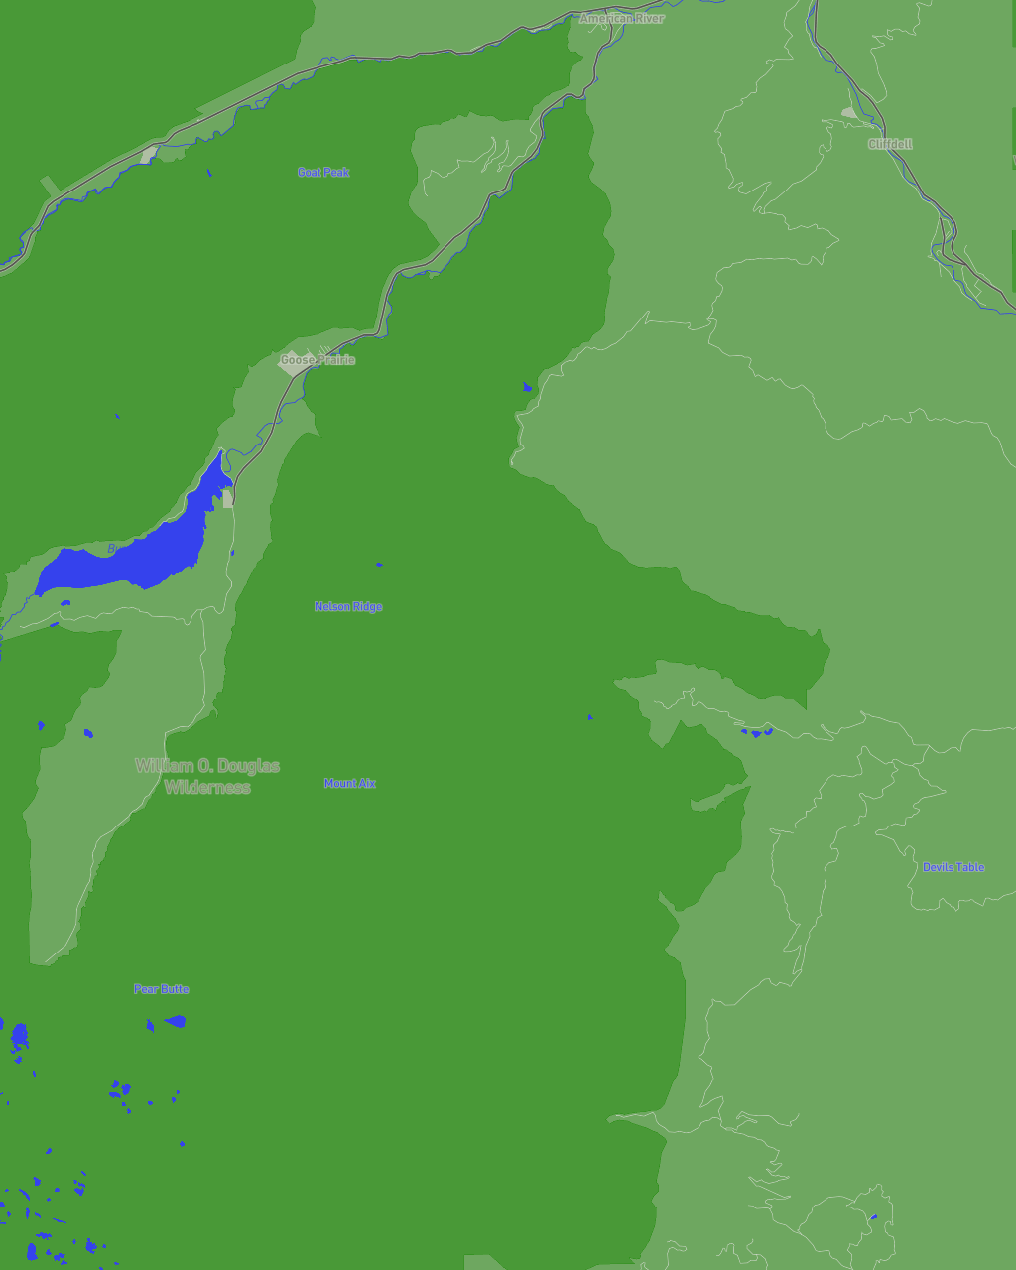 American River
Cliffdell
Goat Peak
Goose Prairie
Nelson Ridge
William O. Douglas
Wilderness
Mount Aix
Devils Table
Pear Butte